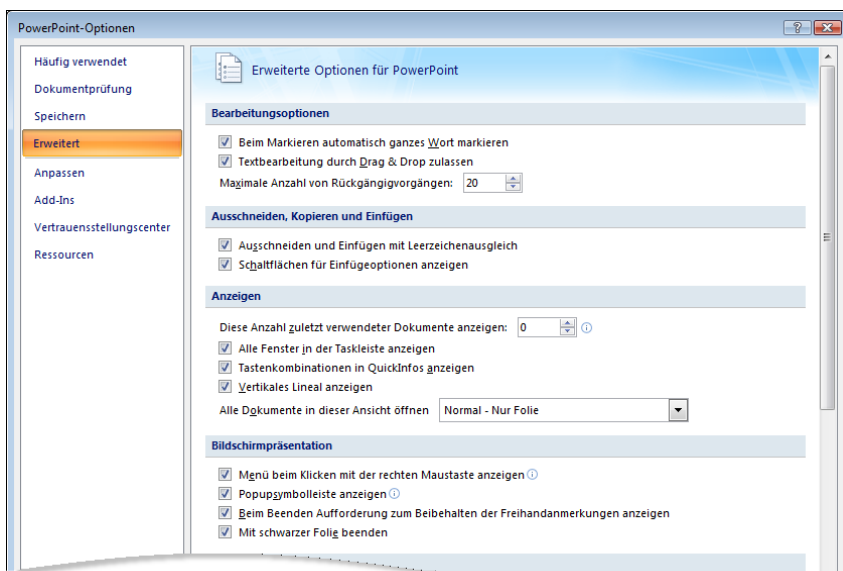 PowerPoint-Optionen
Häufig verwendet
Dokumentprüfung
Speichern
Erweitert
Anpassen
Add-Ins
Vertrauensstellungscenter
Ressourcen
Erweiterte Optionen für PowerPoint
Bearbeitungsoptionen
Beim Markieren automatisch ganzes Wort markieren
Textbearbeitung durch Drag & Drop zulassen
Maximale Anzahl von Rückgängigvorgängen: 20
Ausschneiden, Kopieren und Einfügen
Ausschneiden und Einfügen mit Leerzeichenausgleich
Schaltflächen für Einfügeoptionen anzeigen
Anzeigen
Diese Anzahl zuletzt verwendeter Dokumente anzeigen: 0
Alle Fenster in der Taskleiste anzeigen
Tastenkombinationen in QuickInfos anzeigen
Vertikales Lineal anzeigen
Alle Dokumente in dieser Ansicht öffnen Normal - Nur Folie
Bildschirmpräsentation
Menü beim Klicken mit der rechten Maustaste anzeigen
Popupsymbolleiste anzeigen
Beim Beenden Aufforderung zum Beibehalten der Freihandanmerkungen anzeigen
Mit schwarzer Folie beenden